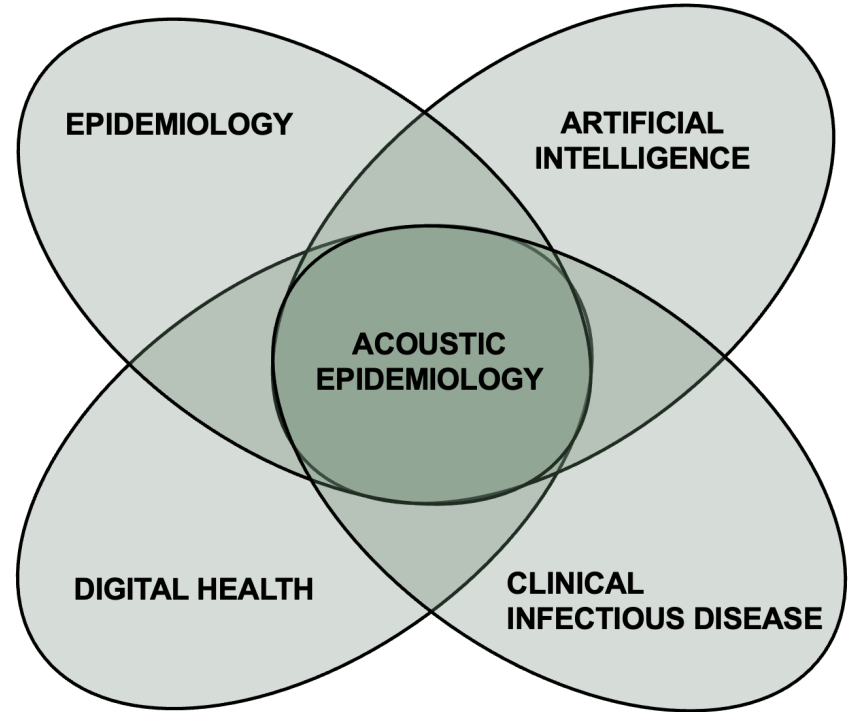 EPIDEMIOLOGY
ARTIFICIAL
INTELLIGENCE
ACOUSTIC
EPIDEMIOLOGY
DIGITAL HEALTH
CLINICAL
INFECTIOUS DISEASE